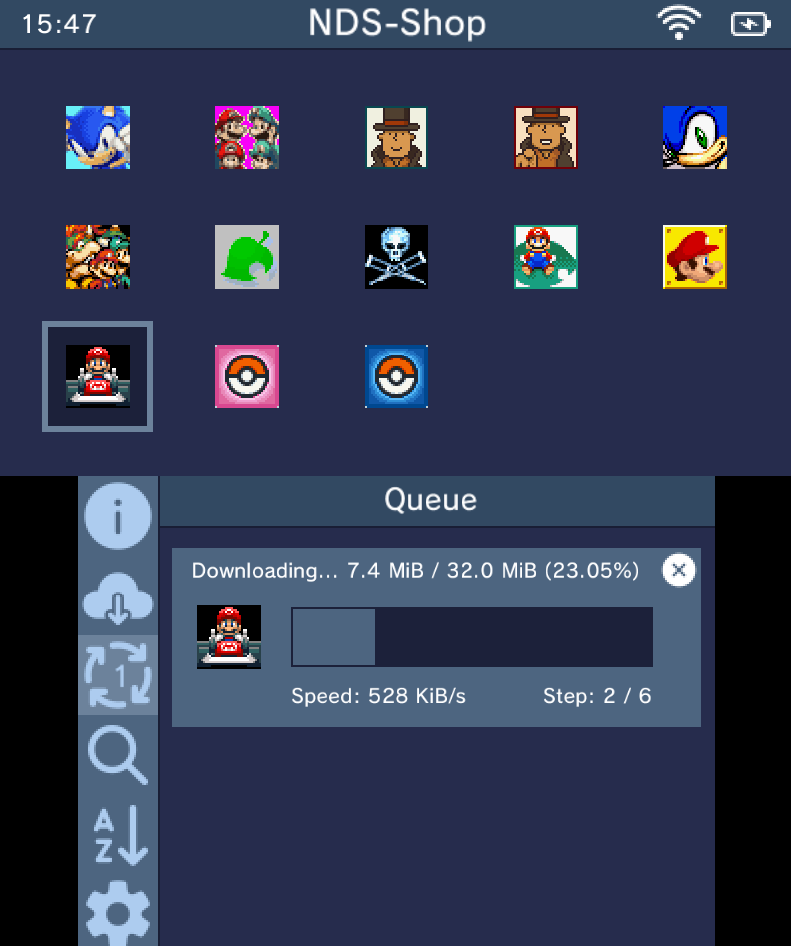 15:47 NDS-Shop
Queue
Downloading... 7.4 MiB / 32.0 MiB (23.05%)
Speed: 528 KiB/s Step: 2 / 6
i
1
A
Z